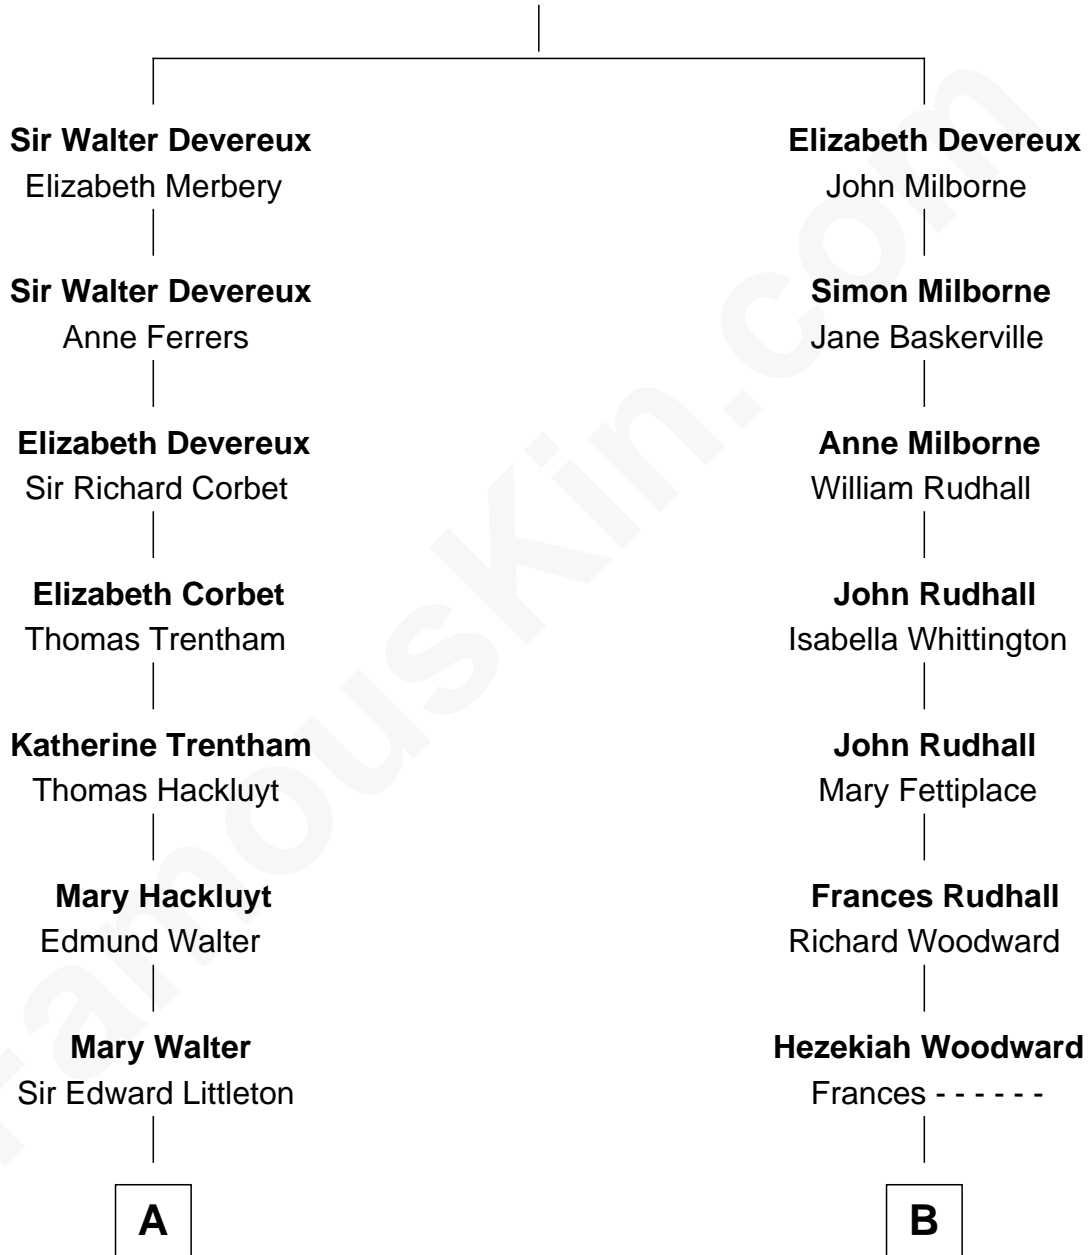 Sir Walter Devereux
Elizabeth Merbery
Sir Walter Devereux
Anne Ferrers
Elizabeth Devereux
Sir Richard Corbet
Elizabeth Corbet
Thomas Trentham
Katherine Trentham
Thomas Hackluyt
Mary Hackluyt
Edmund Walter
Mary Walter
Sir Edward Littleton
A
Elizabeth Devereux
John Milborne
Simon Milborne
Jane Baskerville
Anne Milborne
William Rudhall
John Rudhall
Isabella Whittington
John Rudhall
Mary Fettiplace
Frances Rudhall
Richard Woodward
Hezekiah Woodward
Frances - - - - - -
B
FamousKin.com